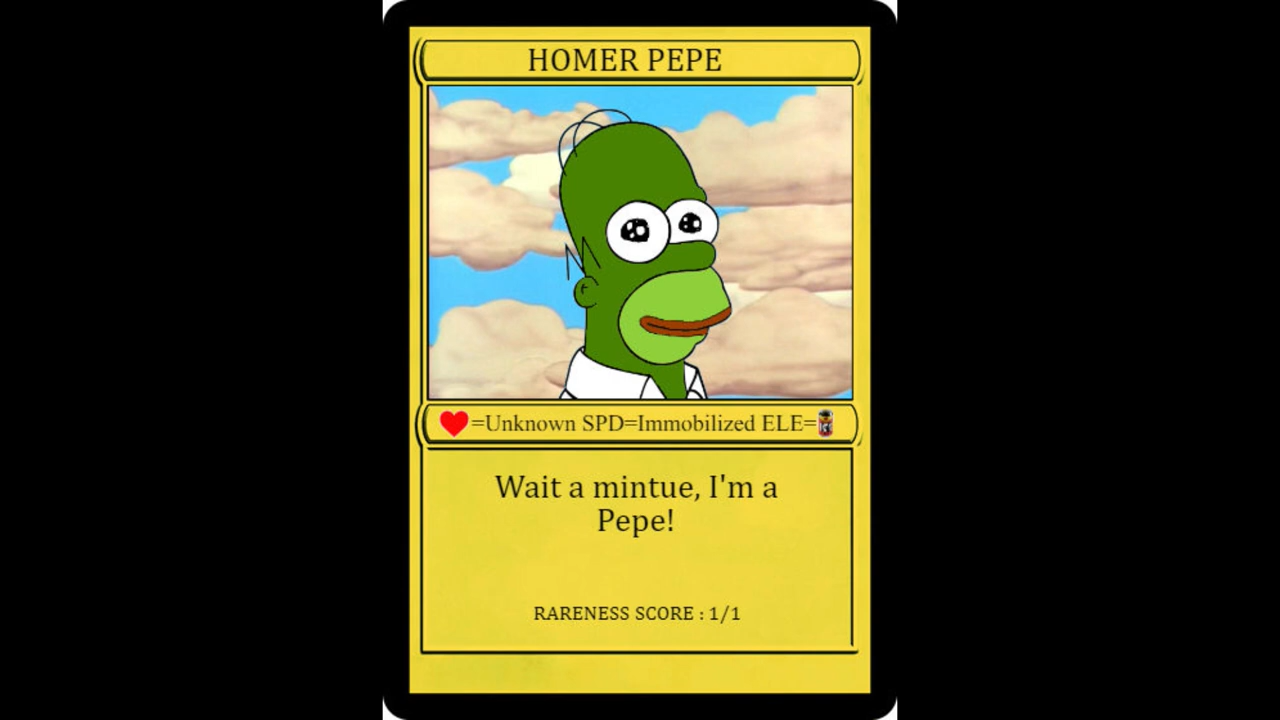 HOMER PEPE
❤=Unknown SPD=Immobilized ELE=
Wait a mintue, I'm a
Pepe!
RARENESS SCORE : 1/1